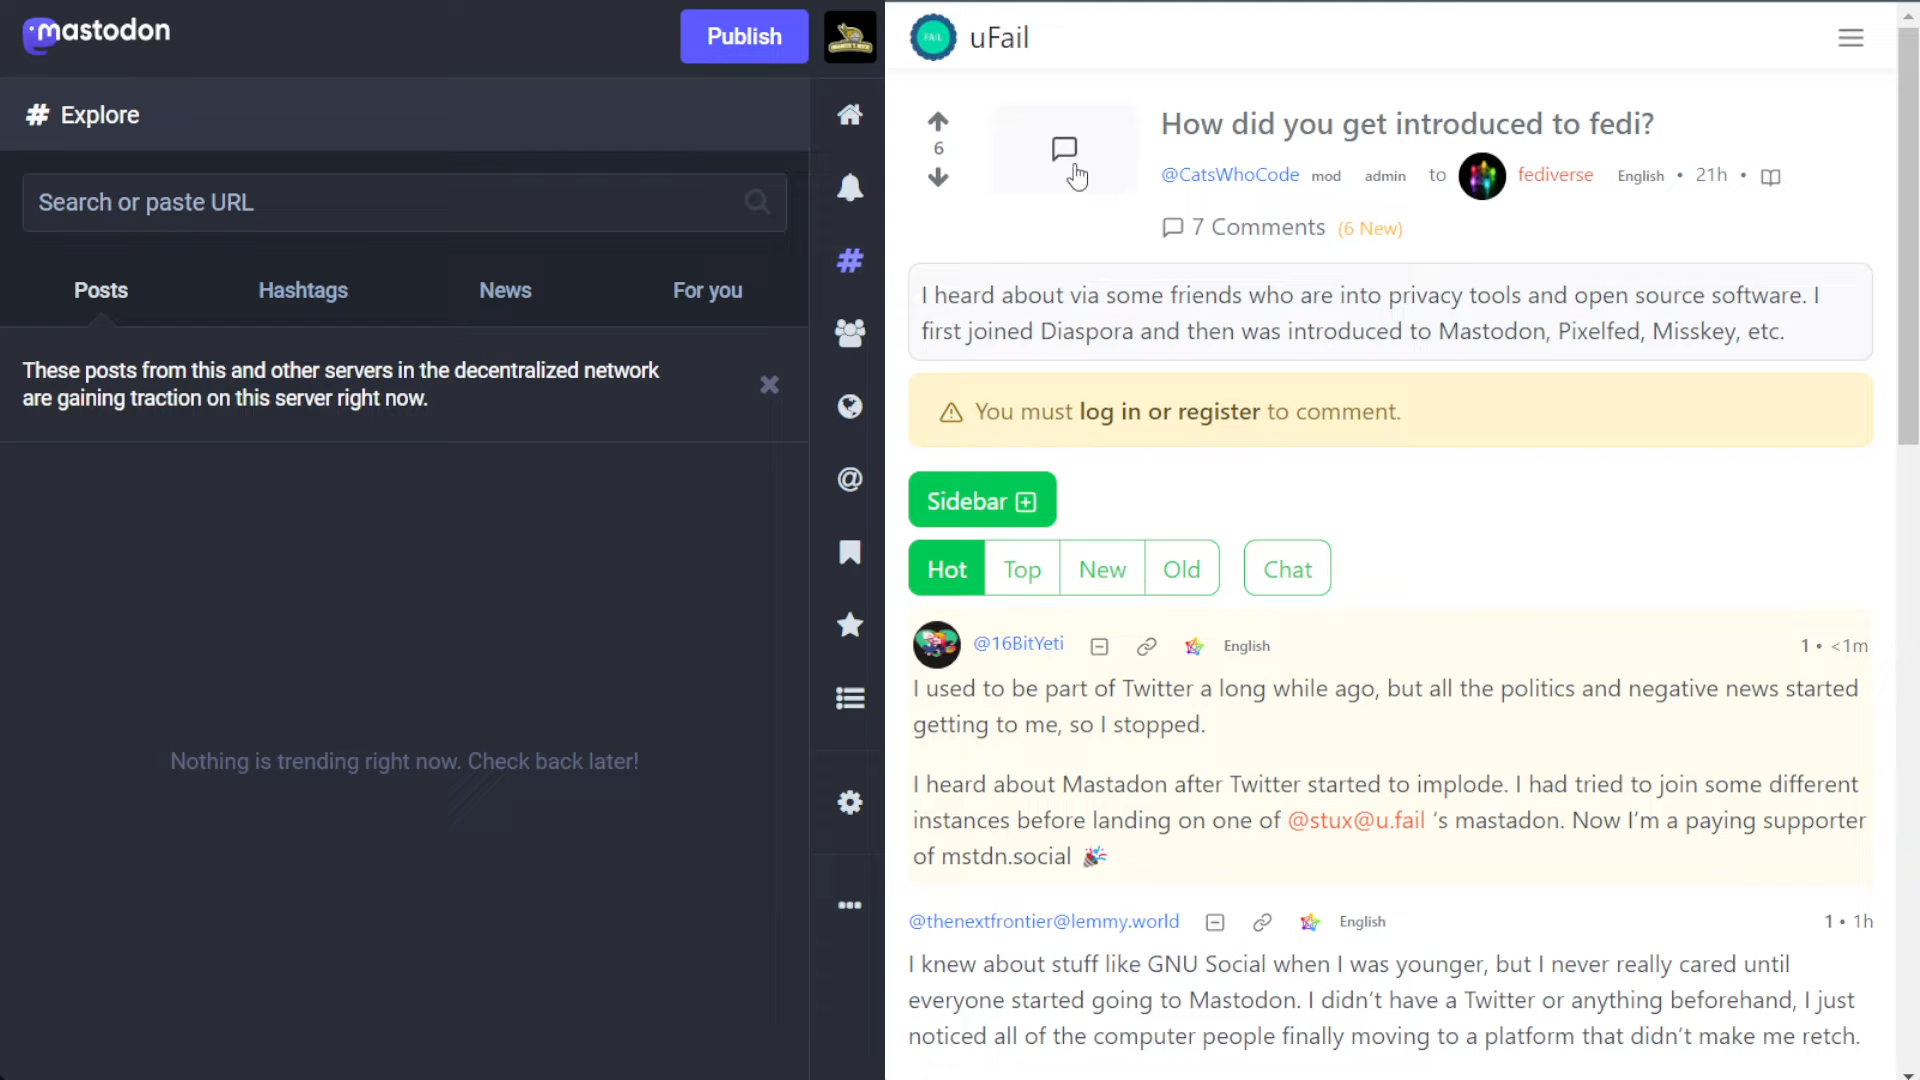 mastodon
Publish
# Explore
Search or paste URL
Posts
Hashtags
News
For you
These posts from this and other servers in the decentralized network
are gaining traction on this server right now.
Nothing is trending right now. Check back later!
FAIL
uFail
6
How did you get introduced to fedi?
@CatsWhoCode mod admin to fediverse English • 21h •
7 Comments (6 New)
I heard about via some friends who are into privacy tools and open source software. I
first joined Diaspora and then was introduced to Mastodon, Pixelfed, Misskey, etc.
You must log in or register to comment.
Sidebar
Hot
Top
New
Old
Chat
@16BitYeti English 1 • <1m
I used to be part of Twitter a long while ago, but all the politics and negative news started
getting to me, so I stopped.
I heard about Mastadon after Twitter started to implode. I had tried to join some different
instances before landing on one of @stux@u.fail ‘s mastadon. Now I’m a paying supporter
of mstdn.social 🎉
@thenextfrontier@lemmy.world English 1 • 1h
I knew about stuff like GNU Social when I was younger, but I never really cared until
everyone started going to Mastodon. I didn’t have a Twitter or anything beforehand, I just
noticed all of the computer people finally moving to a platform that didn’t make me retch.